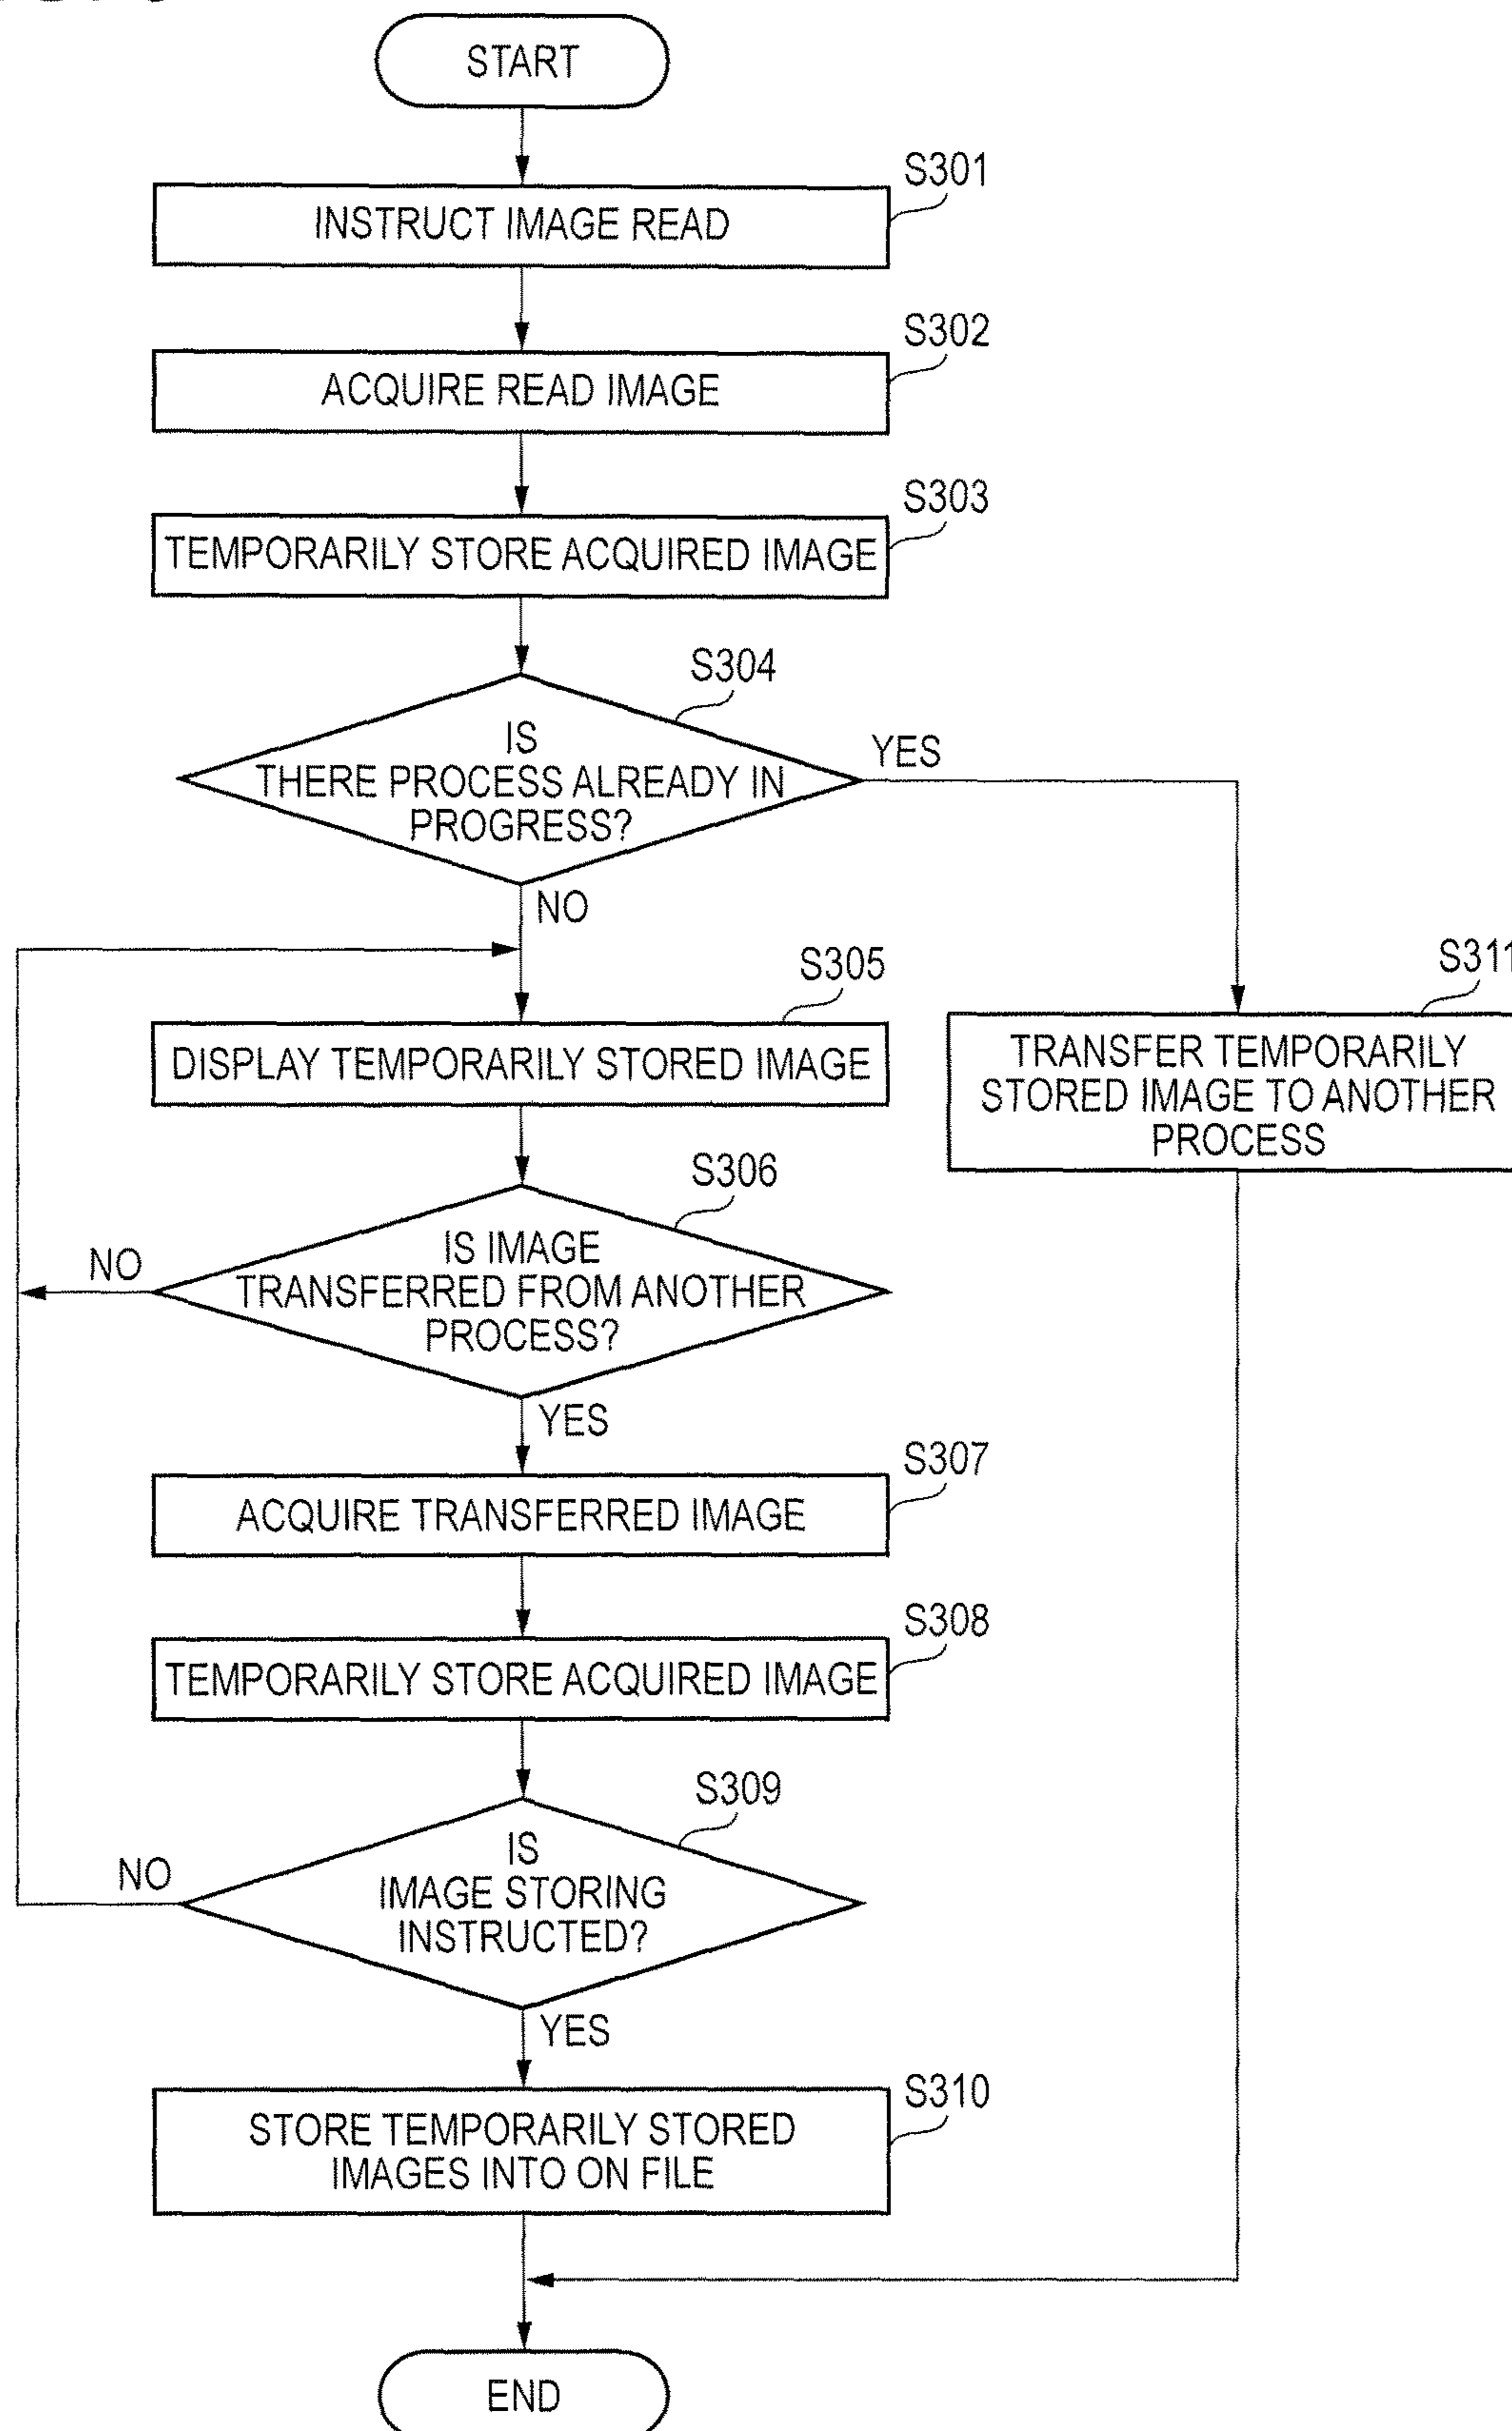 START
S301
INSTRUCT IMAGE READ
S302
ACQUIRE READ IMAGE
S303
TEMPORARILY STORE ACQUIRED IMAGE
S304
IS
THERE PROCESS ALREADY IN
PROGRESS?
YES
NO
S305
DISPLAY TEMPORARILY STORED IMAGE
S311
TRANSFER TEMPORARILY
STORED IMAGE TO ANOTHER
PROCESS
S306
IS IMAGE
TRANSFERRED FROM ANOTHER
PROCESS?
NO
YES
S307
ACQUIRE TRANSFERRED IMAGE
S308
TEMPORARILY STORE ACQUIRED IMAGE
S309
IS
IMAGE STORING
INSTRUCTED?
NO
YES
S310
STORE TEMPORARILY STORED
IMAGES INTO ON FILE
END